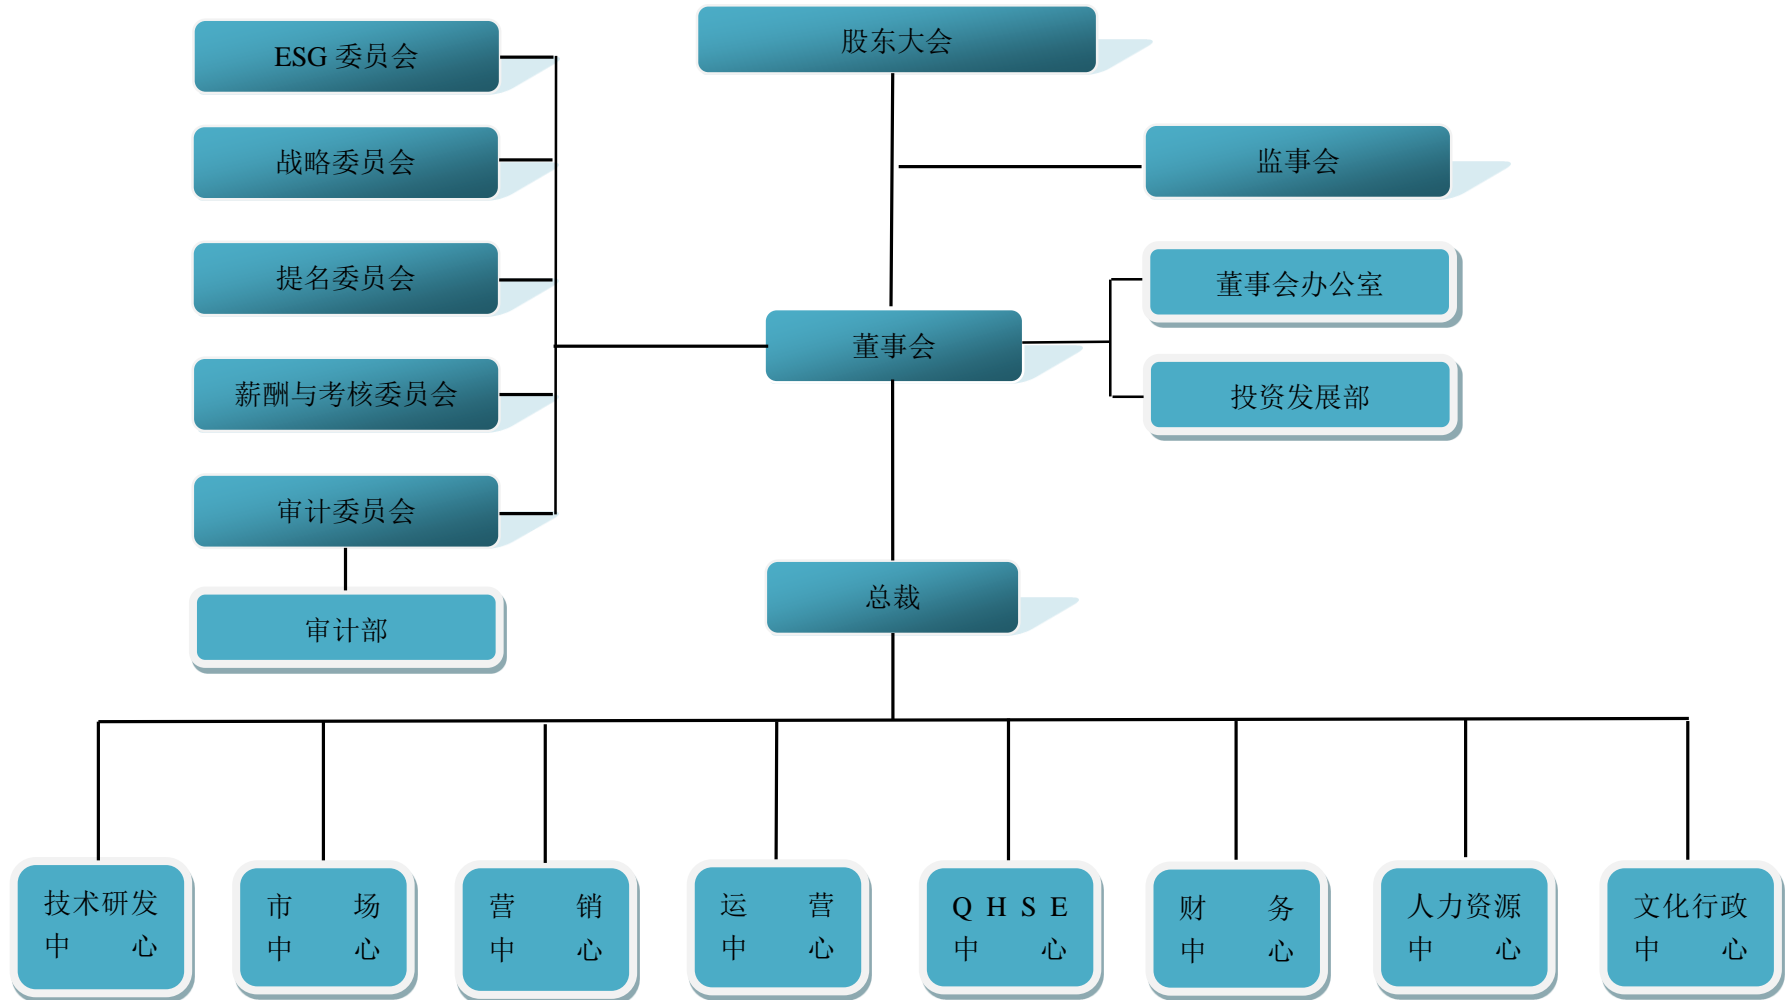 股东大会
ESG 委员会
战略委员会
监事会
提名委员会
董事会办公室
董事会
薪酬与考核委员会
投资发展部
审计委员会
总裁
审计部
技术研发
中 心
市 场
中 心
营 销
中 心
运 营
中 心
Q H S E
中 心
财 务
中 心
人力资源
中 心
文化行政
中 心